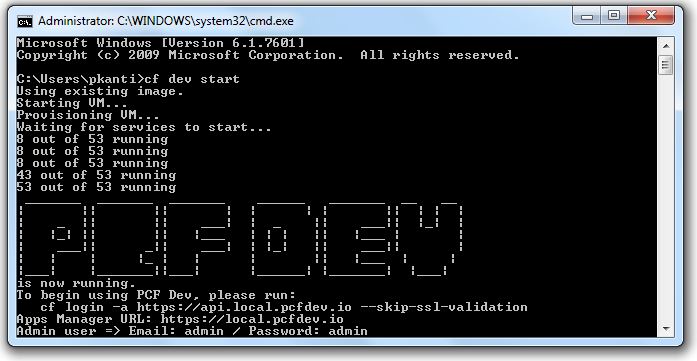 Administrator: C:\WINDOWS\system32\cmd.exe
Microsoft Windows [Version 6.1.7601]
Copyright (c) 2009 Microsoft Corporation.  All rights reserved.
C:\Users\pkanti>cf dev start
Using existing image.
Starting VM...
Provisioning VM...
Waiting for services to start...
8 out of 53 running
8 out of 53 running
8 out of 53 running
43 out of 53 running
53 out of 53 running
PCF DEV
is now running.
To begin using PCF Dev, please run:
   cf login -a https://api.local.pcfdev.io --skip-ssl-validation
Apps Manager URL: https://local.pcfdev.io
Admin user => Email: admin / Password: admin